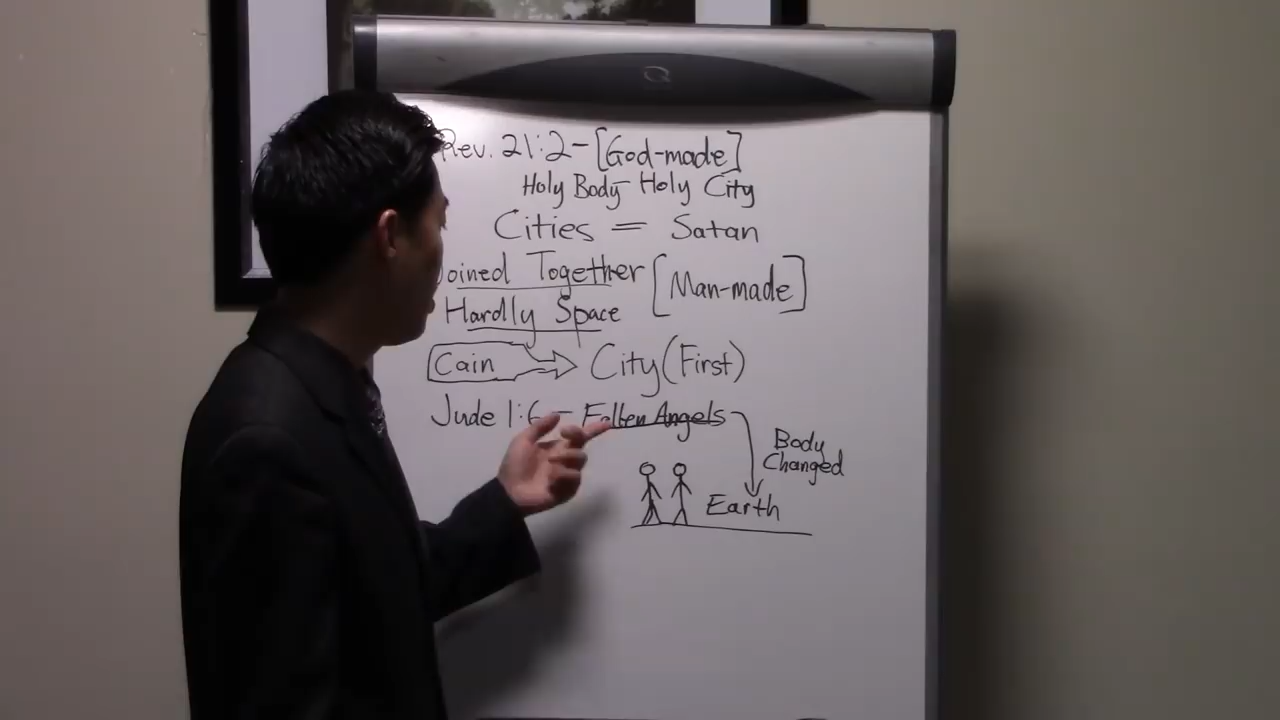 Rev. 21:2 - [God-made]
Holy Body - Holy City
Cities = Satan
Joined Together [Man-made]
Hardly Space
Cain City (First)
Jude 1:6 - Fallen Angels
Body
Changed
Earth